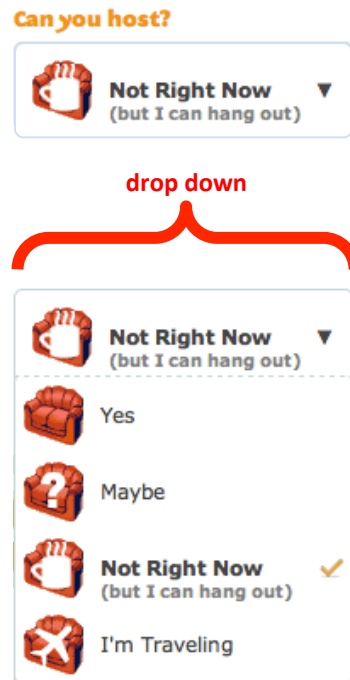 Can you host?
Not Right Now
(but I can hang out)
drop down
Not Right Now
(but I can hang out)
Yes
Maybe
Not Right Now
(but I can hang out)
I'm Traveling